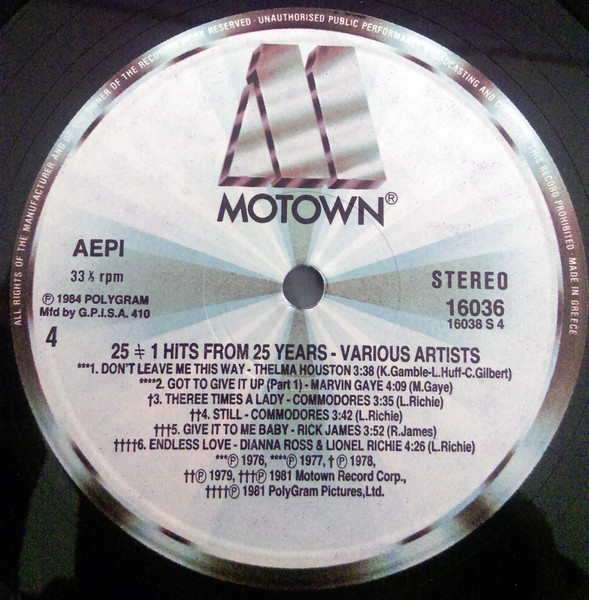 ALL RIGHTS OF THE MANUFACTURER AND OF THE OWNER OF THE RECORDED WORK RESERVED · UNAUTHORISED PUBLIC PERFORMANCE BROADCASTING AND COPYING OF THIS RECORD PROHIBITED · MADE IN GREECE
MOTOWN®
AEPI
33 ⅓ rpm
STEREO
℗ 1984 POLYGRAM
Mfd by G.P.I.S.A. 410
16036
16038 S 4
4
25 ≠ 1 HITS FROM 25 YEARS - VARIOUS ARTISTS
***1. DON'T LEAVE ME THIS WAY - THELMA HOUSTON 3:38 (K.Gamble-L.Huff-C.Gilbert)
****2. GOT TO GIVE IT UP (Part 1) - MARVIN GAYE 4:09 (M.Gaye)
†3. THEREE TIMES A LADY - COMMODORES 3:35 (L.Richie)
††4. STILL - COMMODORES 3:42 (L.Richie)
†††5. GIVE IT TO ME BABY - RICK JAMES 3:52 (R.James)
††††6. ENDLESS LOVE - DIANNA ROSS & LIONEL RICHIE 4:26 (L.Richie)
***℗ 1976, ****℗ 1977, † ℗ 1978,
††℗ 1979, †††℗ 1981 Motown Record Corp.,
††††℗ 1981 PolyGram Pictures,Ltd.